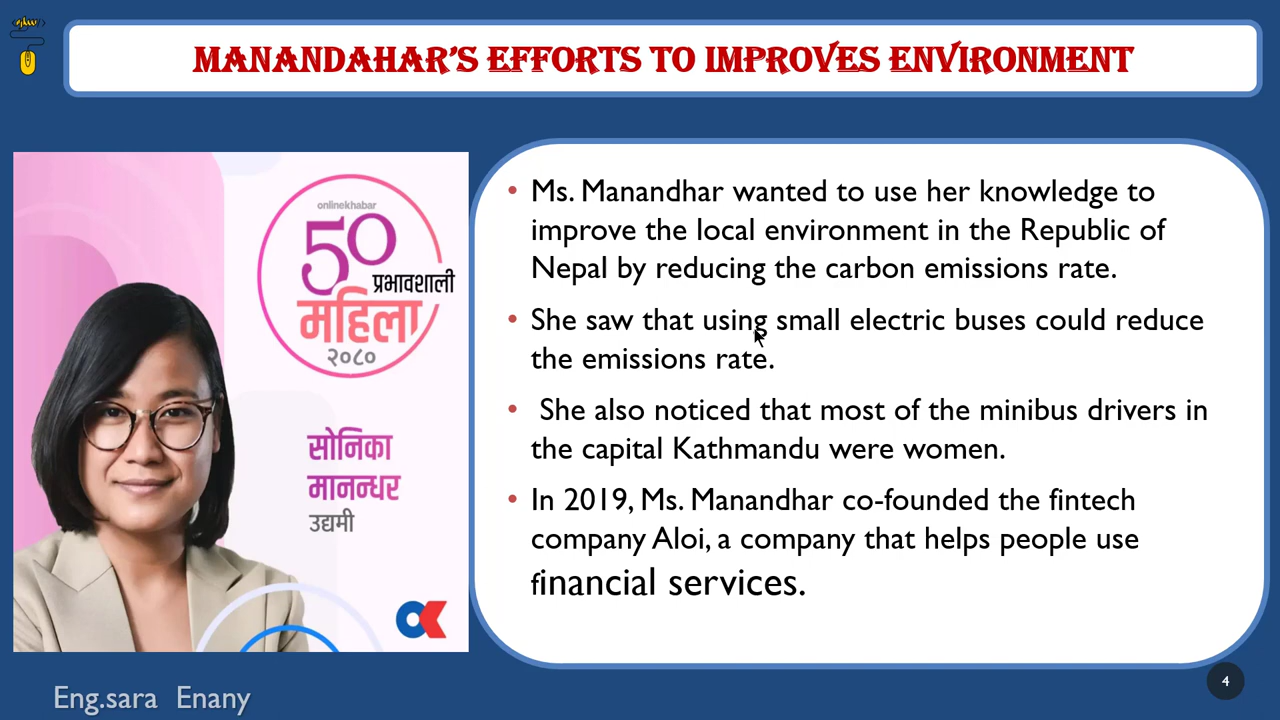 MANANDAHAR'S EFFORTS TO IMPROVES ENVIRONMENT
onlinekhabar
50
प्रभावशाली
महिला
२०८०
सोनिका
मानन्धर
उद्यमी
• Ms. Manandhar wanted to use her knowledge to
improve the local environment in the Republic of
Nepal by reducing the carbon emissions rate.
• She saw that using small electric buses could reduce
the emissions rate.
• She also noticed that most of the minibus drivers in
the capital Kathmandu were women.
• In 2019, Ms. Manandhar co-founded the fintech
company Aloi, a company that helps people use
financial services.
Eng.sara Enany
4